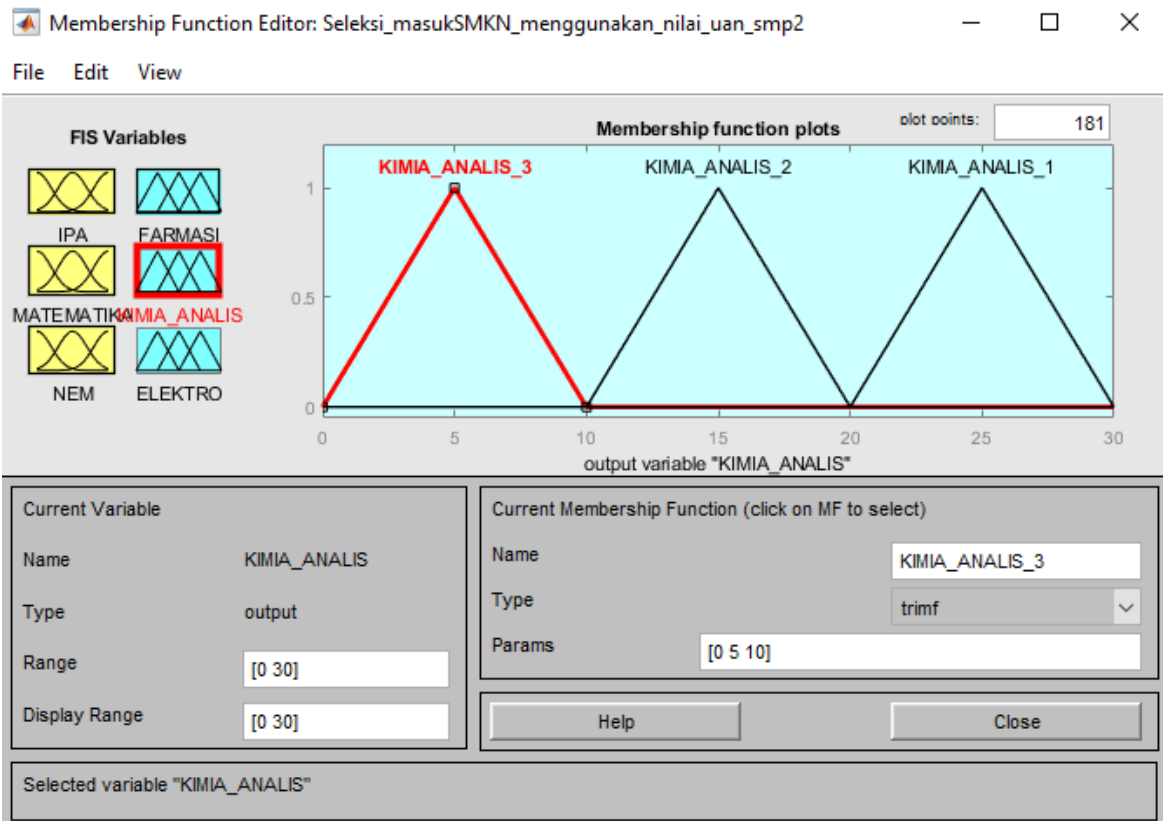 Membership Function Editor: Seleksi_masukSMKN_menggunakan_nilai_uan_smp2
File Edit View
FIS Variables
IPA FARMASI
MATEMATIKA KIMIA_ANALIS
NEM ELEKTRO
Membership function plots
plot points: 181
KIMIA_ANALIS_3 KIMIA_ANALIS_2 KIMIA_ANALIS_1
1
0.5
0
0 5 10 15 20 25 30
output variable "KIMIA_ANALIS"
Current Variable
Name KIMIA_ANALIS
Type output
Range [0 30]
Display Range [0 30]
Current Membership Function (click on MF to select)
Name KIMIA_ANALIS_3
Type trimf
Params [0 5 10]
Help Close
Selected variable "KIMIA_ANALIS"